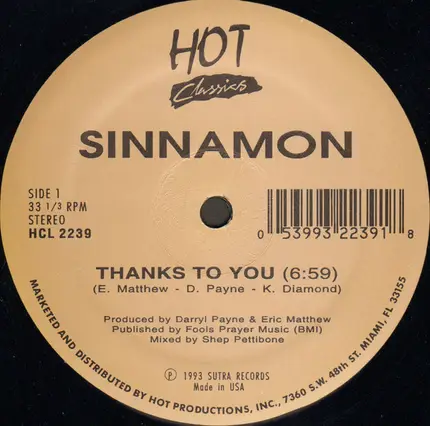 HOT
Classics
SINNAMON
SIDE 1
33 1/3 RPM
STEREO
HCL 2239
0 53993 22391 8
THANKS TO YOU (6:59)
(E. Matthew - D. Payne - K. Diamond)
Produced by Darryl Payne & Eric Matthew
Published by Fools Prayer Music (BMI)
Mixed by Shep Pettibone
℗ 1993 SUTRA RECORDS
Made in USA
MARKETED AND DISTRIBUTED BY HOT PRODUCTIONS, INC., 7360 S.W. 48th ST. MIAMI, FL 33155